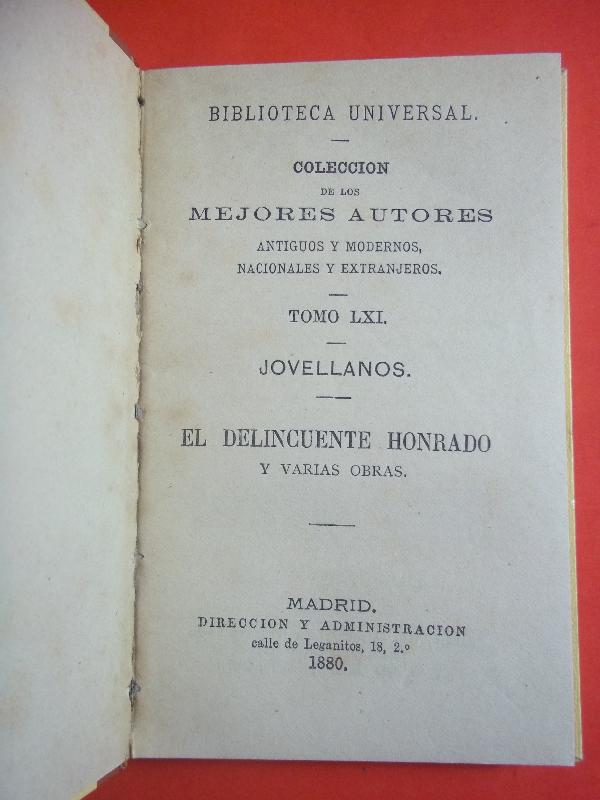 BIBLIOTECA UNIVERSAL.
COLECCION
DE LOS
MEJORES AUTORES
ANTIGUOS Y MODERNOS,
NACIONALES Y EXTRANJEROS.
TOMO LXI.
JOVELLANOS.
EL DELINCUENTE HONRADO
Y VARIAS OBRAS.
MADRID.
DIRECCION Y ADMINISTRACION
calle de Leganitos, 18, 2.º
1880.